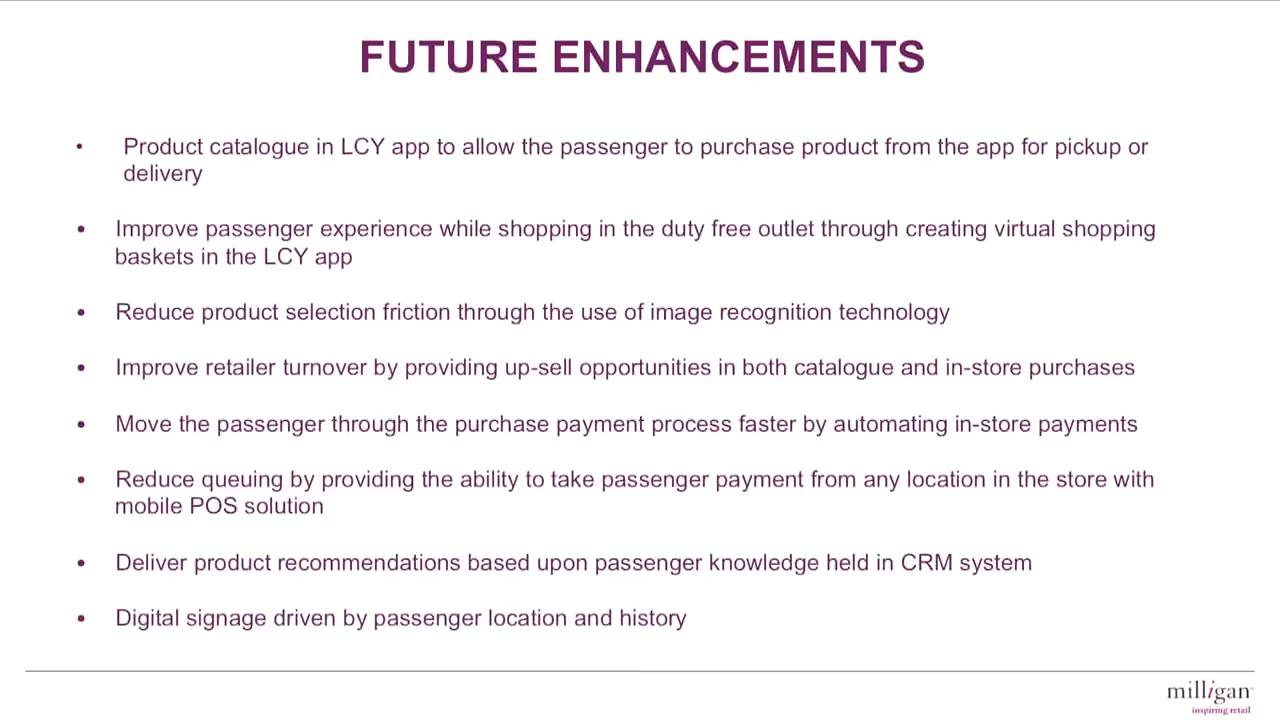 FUTURE ENHANCEMENTS
• Product catalogue in LCY app to allow the passenger to purchase product from the app for pickup or
delivery
• Improve passenger experience while shopping in the duty free outlet through creating virtual shopping
baskets in the LCY app
• Reduce product selection friction through the use of image recognition technology
• Improve retailer turnover by providing up-sell opportunities in both catalogue and in-store purchases
• Move the passenger through the purchase payment process faster by automating in-store payments
• Reduce queuing by providing the ability to take passenger payment from any location in the store with
mobile POS solution
• Deliver product recommendations based upon passenger knowledge held in CRM system
• Digital signage driven by passenger location and history
milligan
inspiring retail